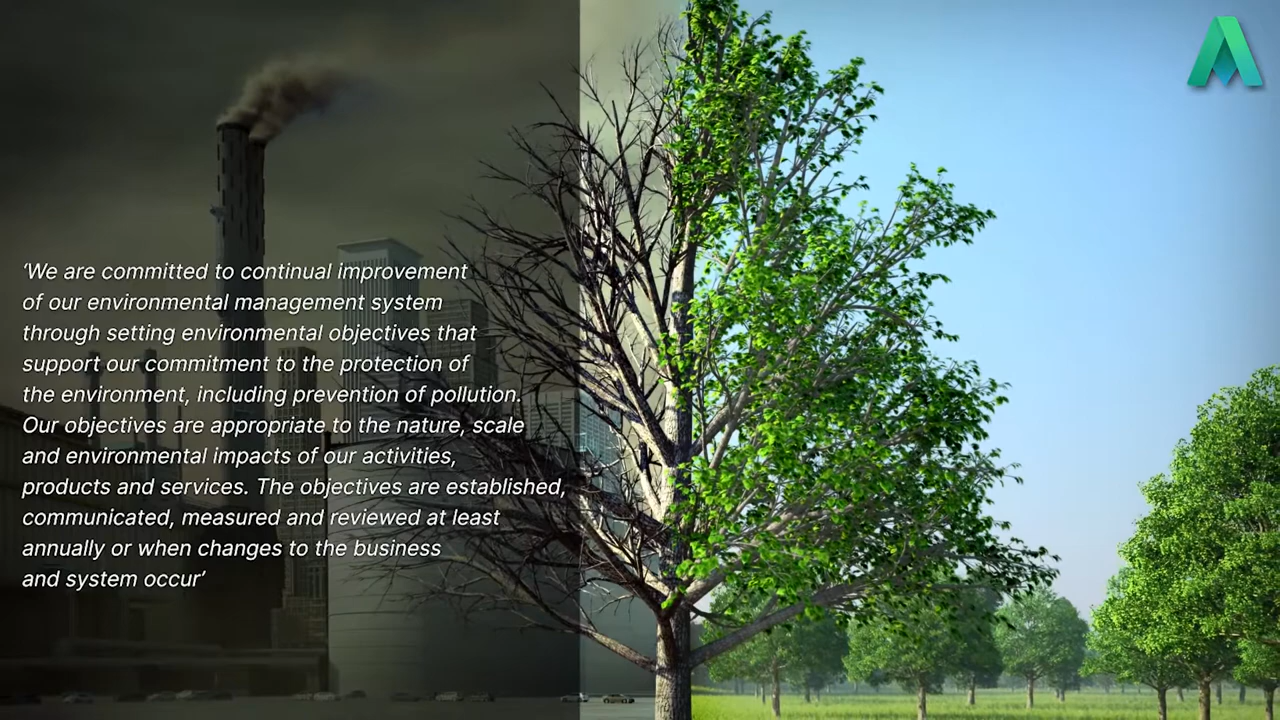 ‘We are committed to continual improvement
of our environmental management system
through setting environmental objectives that
support our commitment to the protection of
the environment, including prevention of pollution.
Our objectives are appropriate to the nature, scale
and environmental impacts of our activities,
products and services. The objectives are established,
communicated, measured and reviewed at least
annually or when changes to the business
and system occur’